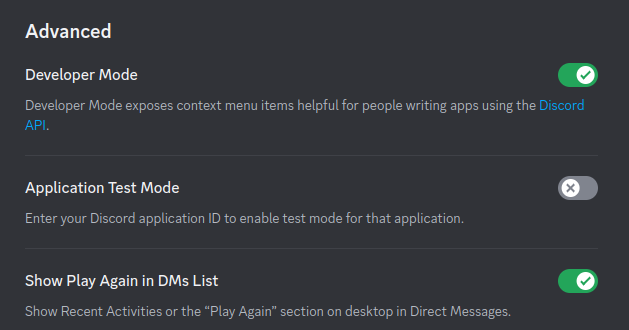 Advanced
Developer Mode
Developer Mode exposes context menu items helpful for people writing apps using the Discord
API.
Application Test Mode
Enter your Discord application ID to enable test mode for that application.
Show Play Again in DMs List
Show Recent Activities or the “Play Again” section on desktop in Direct Messages.